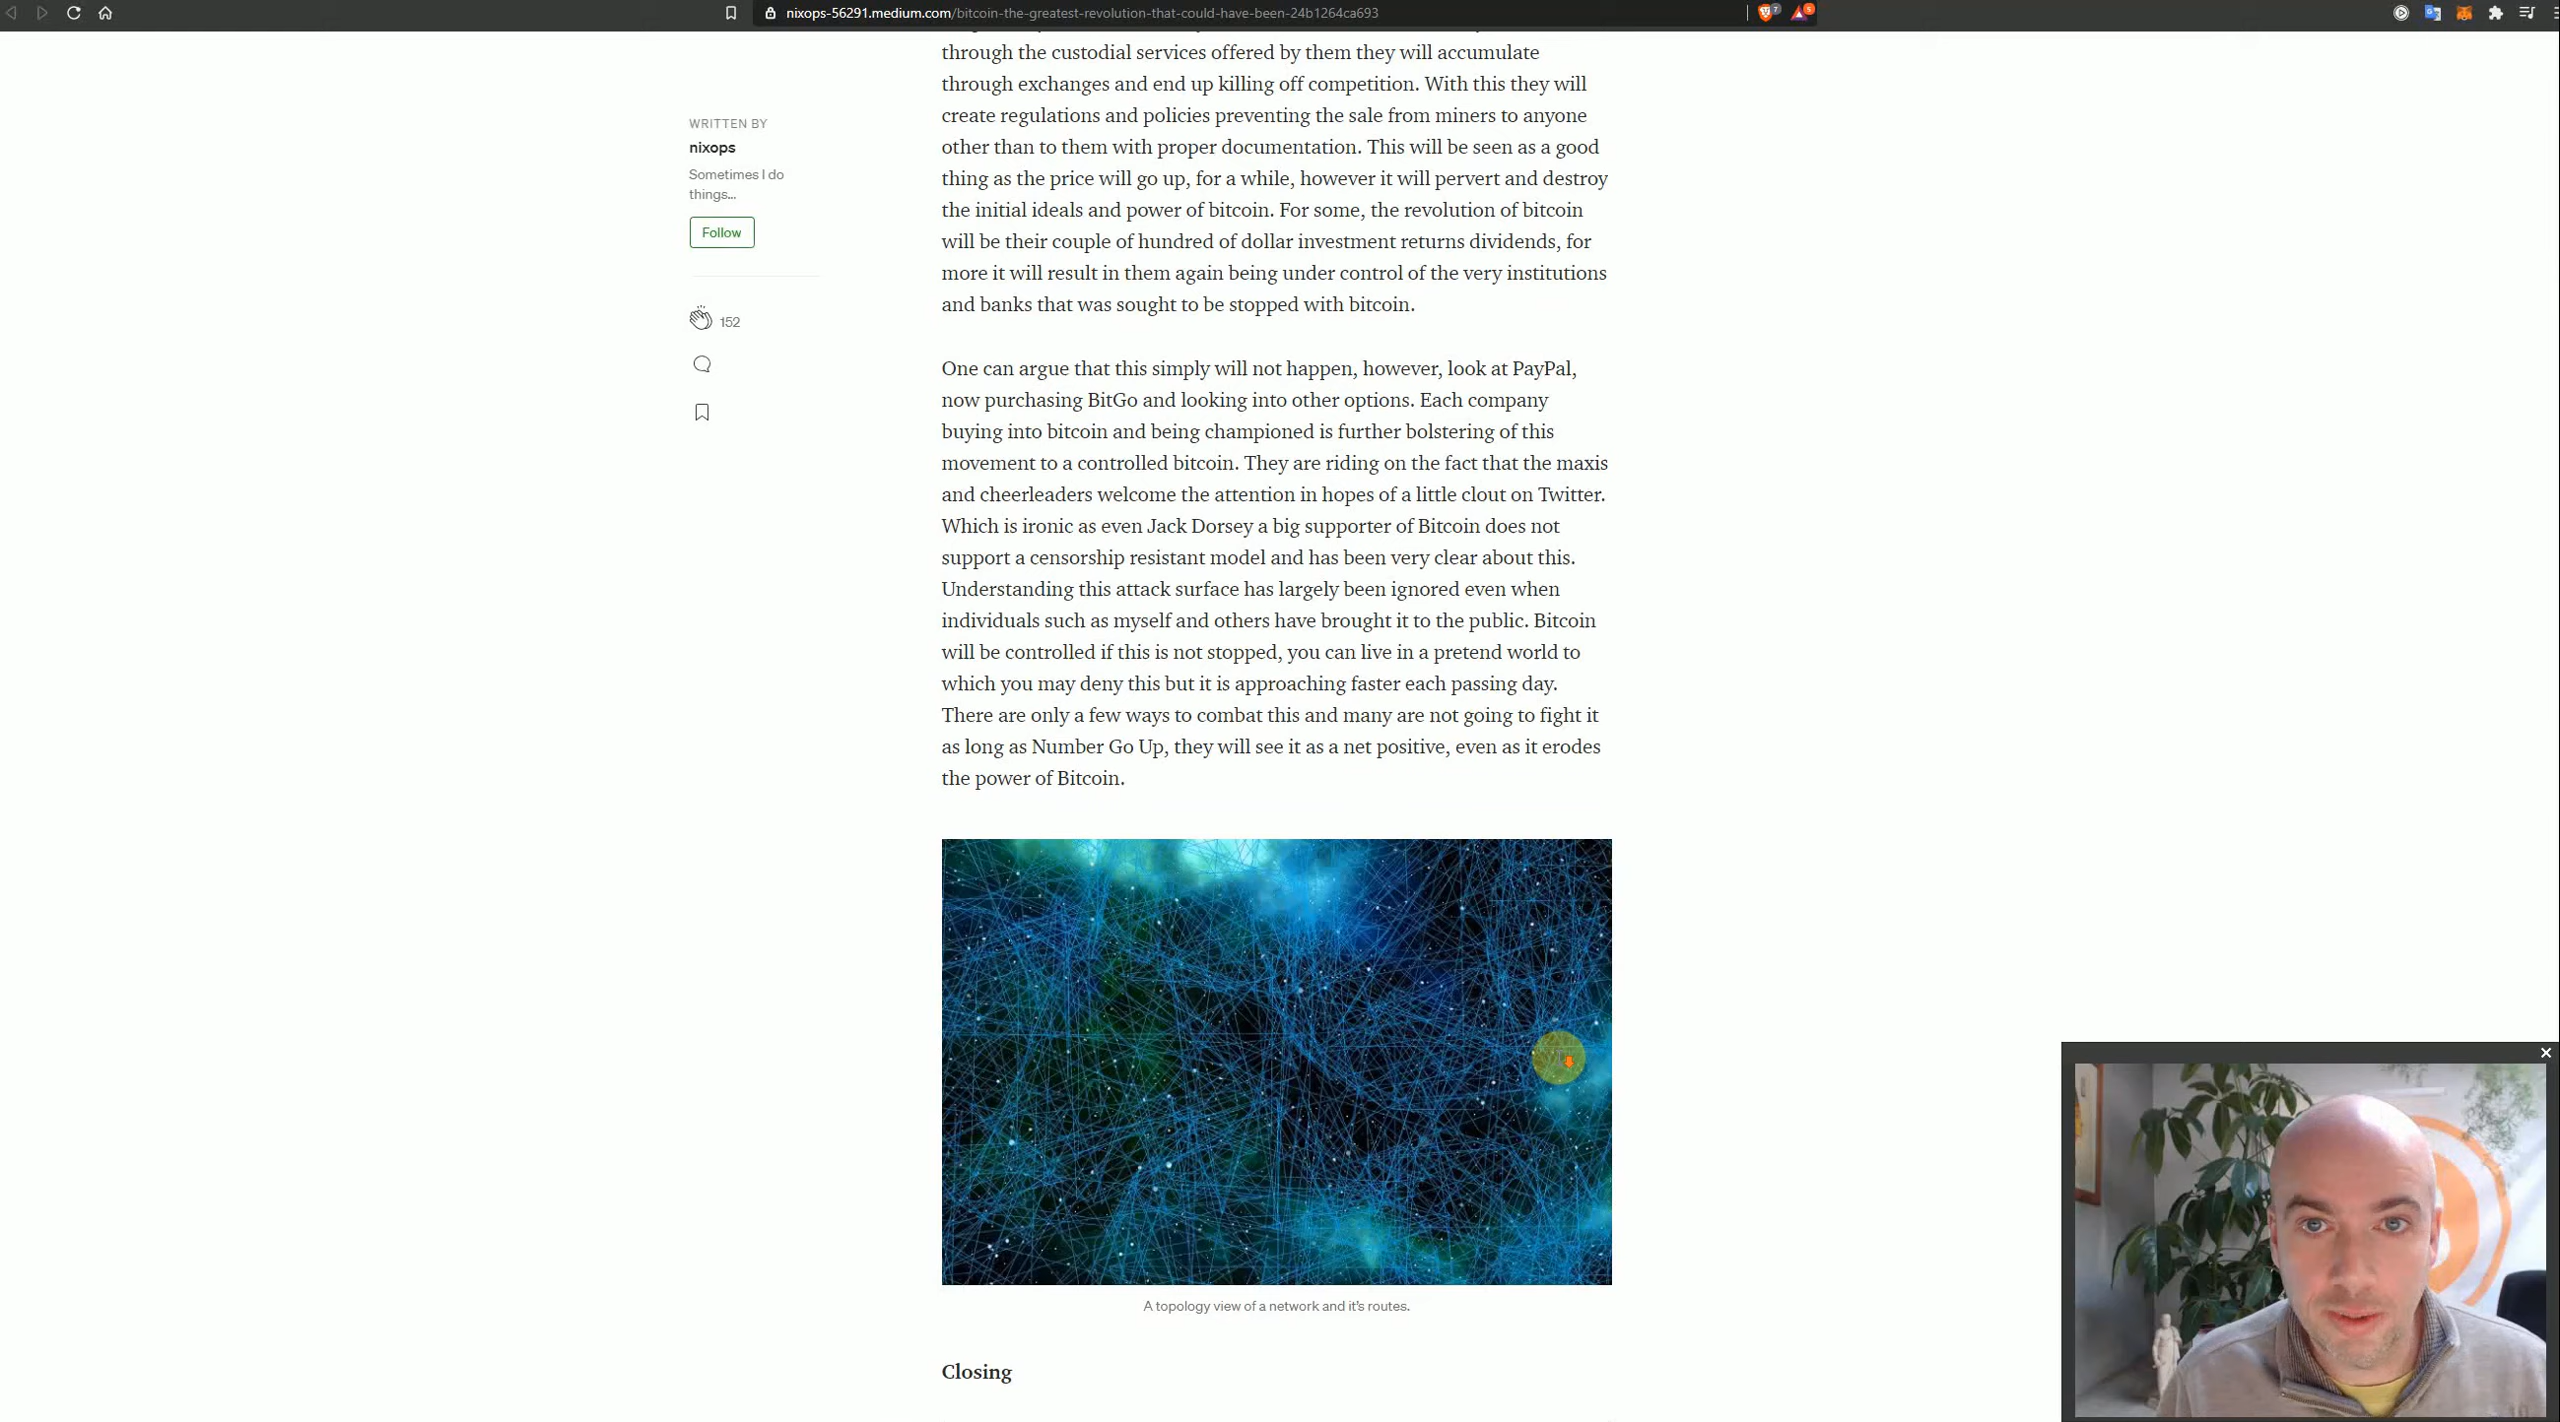 nixops-56291.medium.com/bitcoin-the-greatest-revolution-that-could-have-been-24b1264ca693
7
5
WRITTEN BY
nixops
Sometimes I do
things...
Follow
152
through the custodial services offered by them they will accumulate
through exchanges and end up killing off competition. With this they will
create regulations and policies preventing the sale from miners to anyone
other than to them with proper documentation. This will be seen as a good
thing as the price will go up, for a while, however it will pervert and destroy
the initial ideals and power of bitcoin. For some, the revolution of bitcoin
will be their couple of hundred of dollar investment returns dividends, for
more it will result in them again being under control of the very institutions
and banks that was sought to be stopped with bitcoin.
One can argue that this simply will not happen, however, look at PayPal,
now purchasing BitGo and looking into other options. Each company
buying into bitcoin and being championed is further bolstering of this
movement to a controlled bitcoin. They are riding on the fact that the maxis
and cheerleaders welcome the attention in hopes of a little clout on Twitter.
Which is ironic as even Jack Dorsey a big supporter of Bitcoin does not
support a censorship resistant model and has been very clear about this.
Understanding this attack surface has largely been ignored even when
individuals such as myself and others have brought it to the public. Bitcoin
will be controlled if this is not stopped, you can live in a pretend world to
which you may deny this but it is approaching faster each passing day.
There are only a few ways to combat this and many are not going to fight it
as long as Number Go Up, they will see it as a net positive, even as it erodes
the power of Bitcoin.
A topology view of a network and it's routes.
Closing